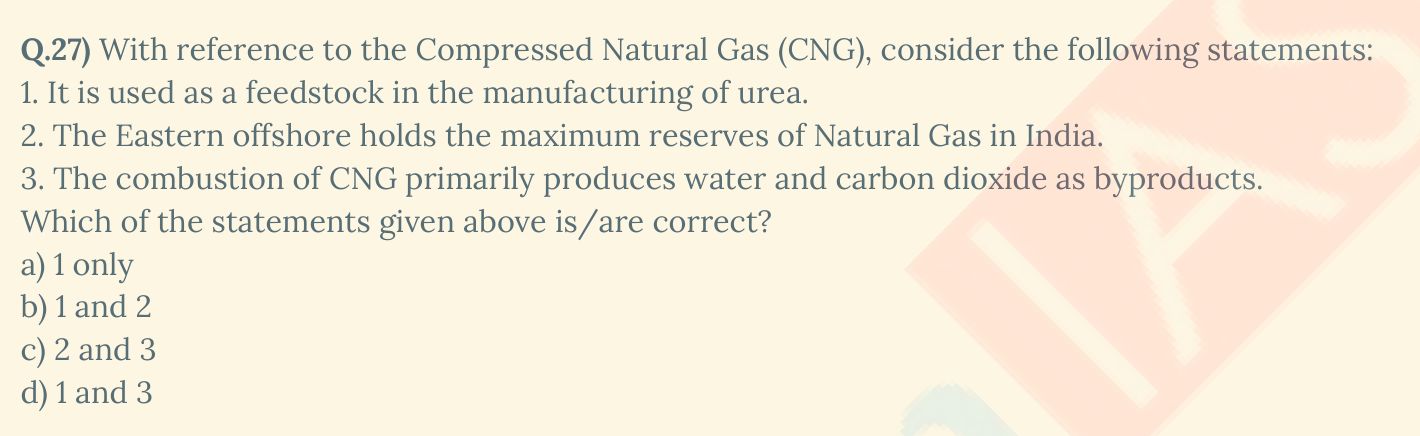 Q.27) With reference to the Compressed Natural Gas (CNG), consider the following statements:
1. It is used as a feedstock in the manufacturing of urea.
2. The Eastern offshore holds the maximum reserves of Natural Gas in India.
3. The combustion of CNG primarily produces water and carbon dioxide as byproducts.
Which of the statements given above is/are correct?
a) 1 only
b) 1 and 2
c) 2 and 3
d) 1 and 3
IAS